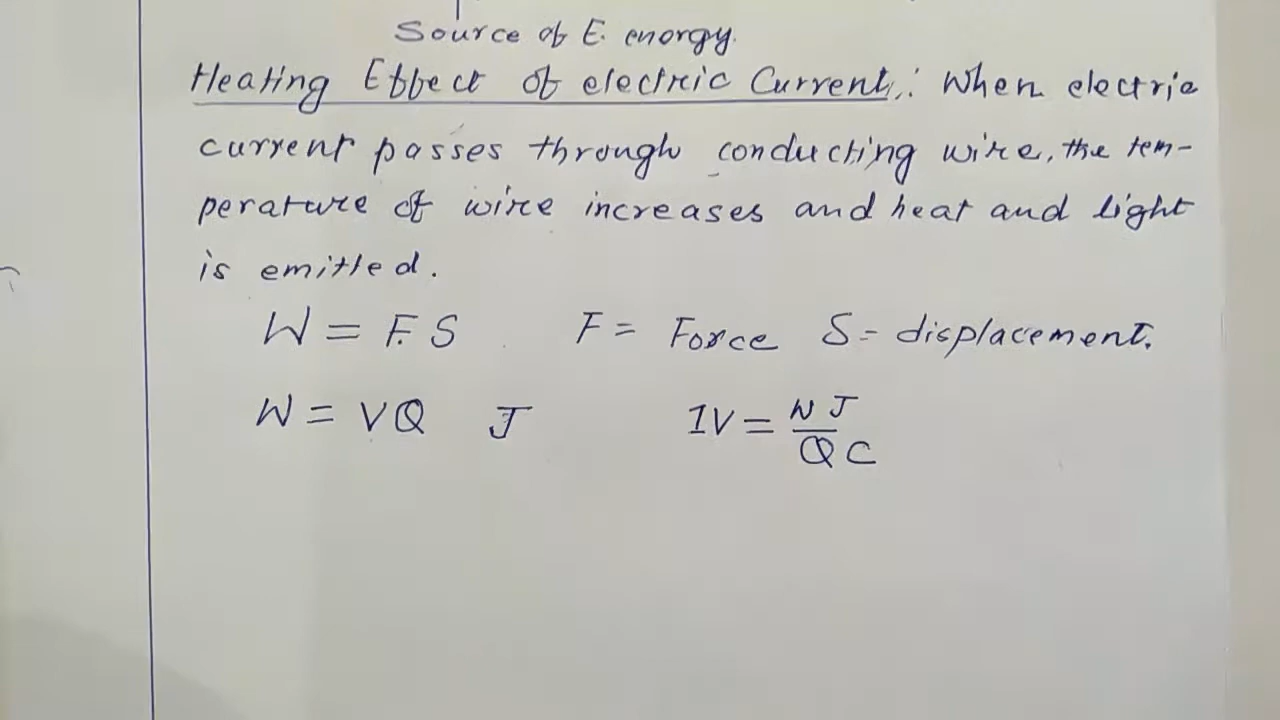 Source of E. energy.
Heating Effect of electric Current: When electric
current passes through conducting wire, the tem-
perature of wire increases and heat and light
is emitted.
W = F.S F = Force S = displacement.
W = VQ J 1V = W J / Q C